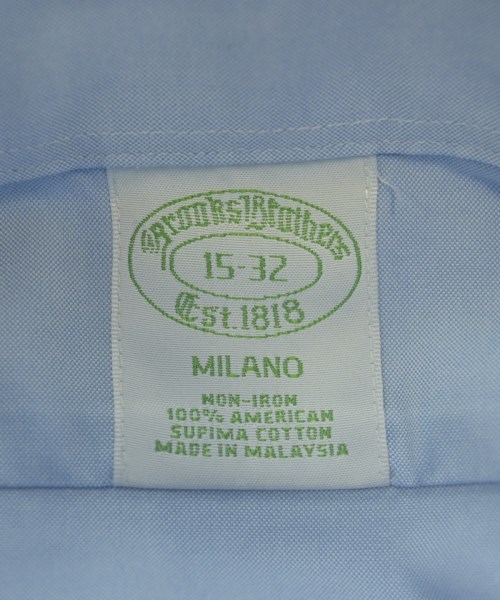 Brooks Brothers
15-32
Est. 1818
MILANO
NON-IRON
100% AMERICAN
SUPIMA COTTON
MADE IN MALAYSIA